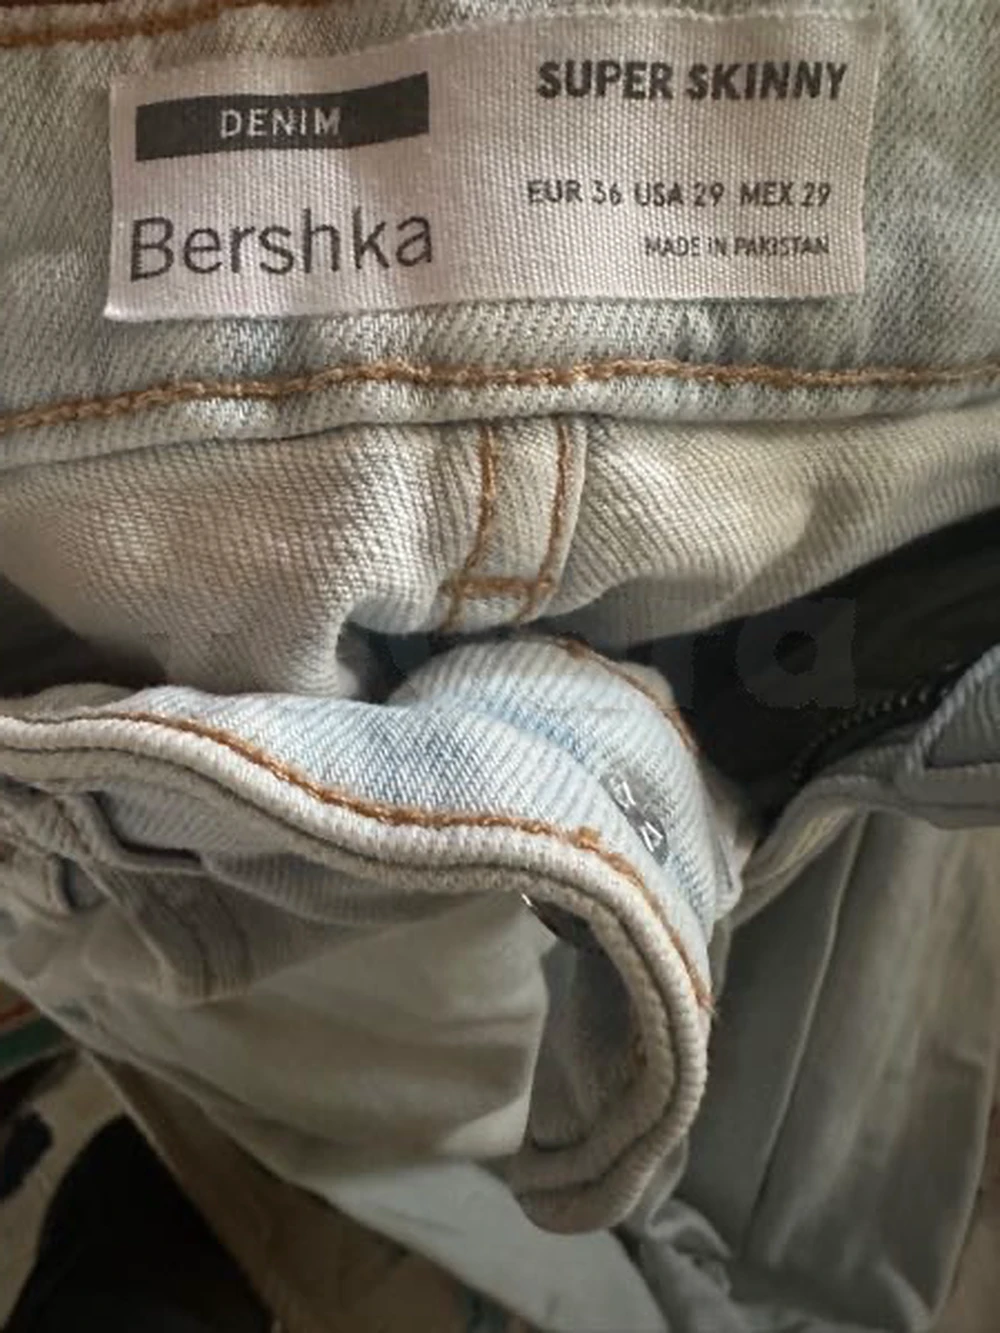 DENIM
Bershka
SUPER SKINNY
EUR 36 USA 29 MEX 29
MADE IN PAKISTAN